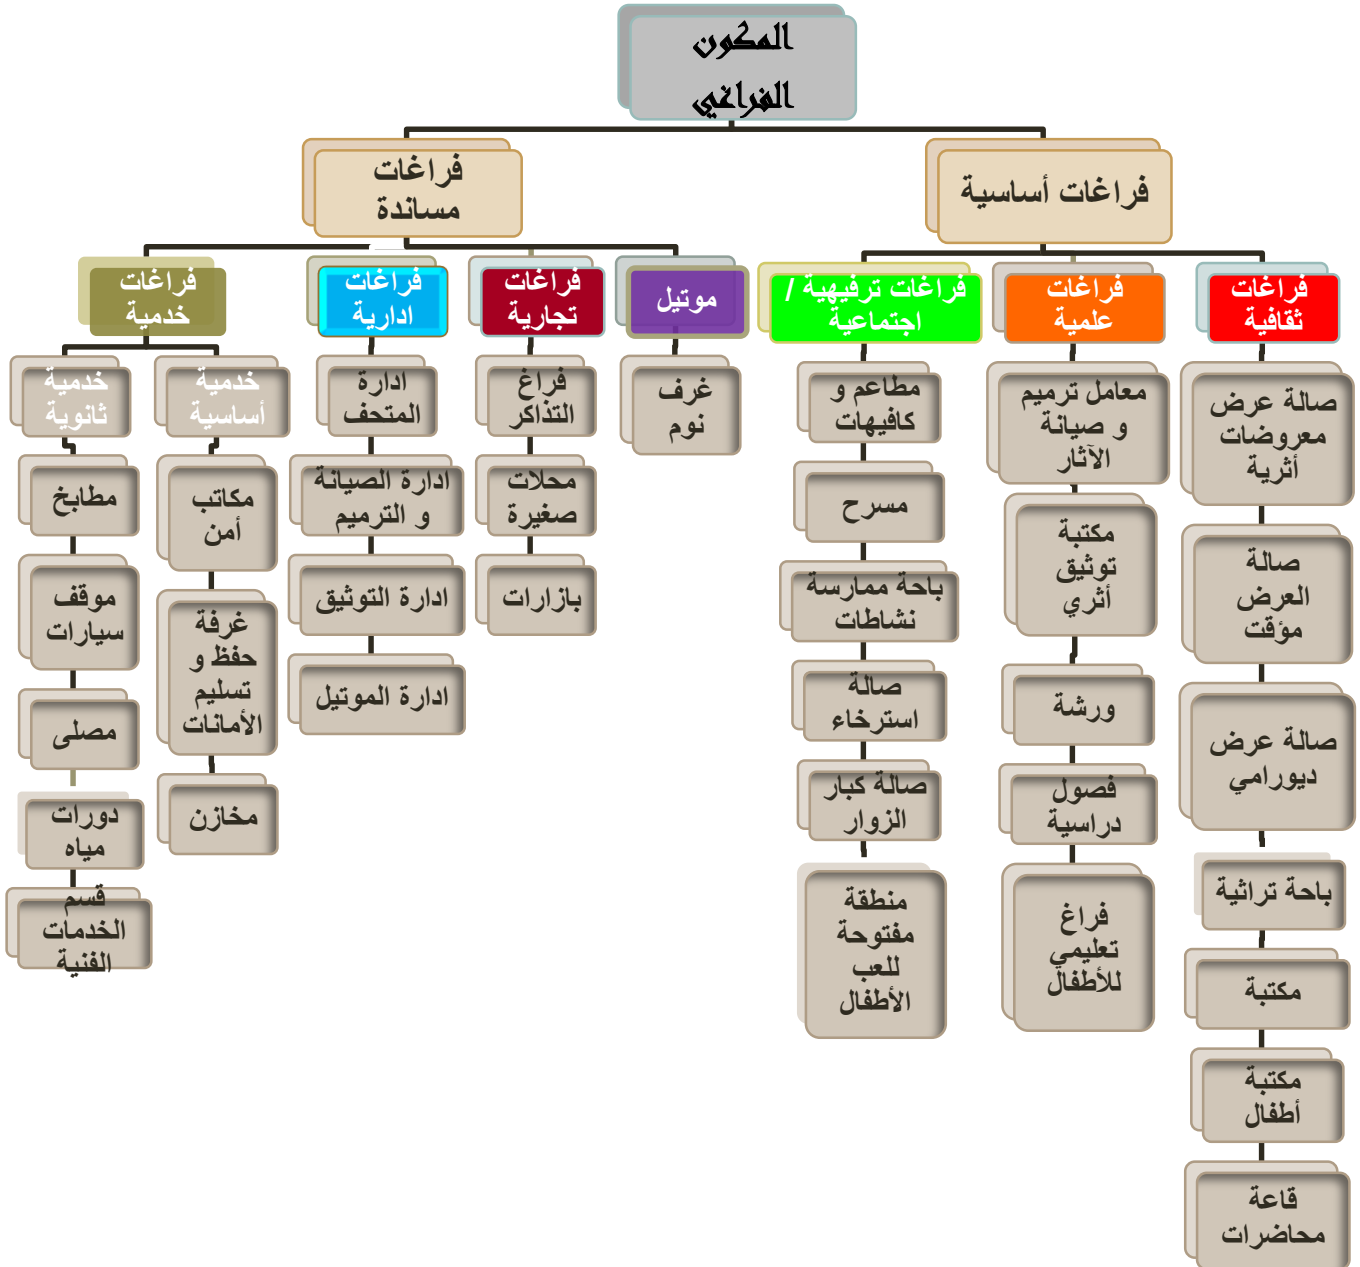 المكون
الفراغي
فراغات أساسية
فراغات
مساندة
فراغات
ثقافية
صالة عرض
معروضات
أثرية
صالة
العرض
مؤقت
صالة عرض
ديورامي
باحة تراثية
مكتبة
مكتبة
أطفال
قاعة
محاضرات
فراغات
علمية
معامل ترميم
و صيانة
الآثار
مكتبة
توثيق
أثري
ورشة
فصول
دراسية
فراغ
تعليمي
للأطفال
فراغات ترفيهية /
اجتماعية
مطاعم و
كافيهات
مسرح
باحة ممارسة
نشاطات
صالة
استرخاء
صالة كبار
الزوار
منطقة
مفتوحة
للعب
الأطفال
موتيل
غرف
نوم
فراغات
تجارية
فراغ
التذاكر
محلات
صغيرة
بازارات
فراغات
ادارية
ادارة
المتحف
ادارة الصيانة
و الترميم
ادارة التوثيق
ادارة الموتيل
فراغات
خدمية
خدمية
أساسية
مكاتب
أمن
غرفة
حفظ و
تسليم
الأمانات
مخازن
خدمية
ثانوية
مطابخ
موقف
سيارات
مصلى
دورات
مياه
قسم
الخدمات
الفنية